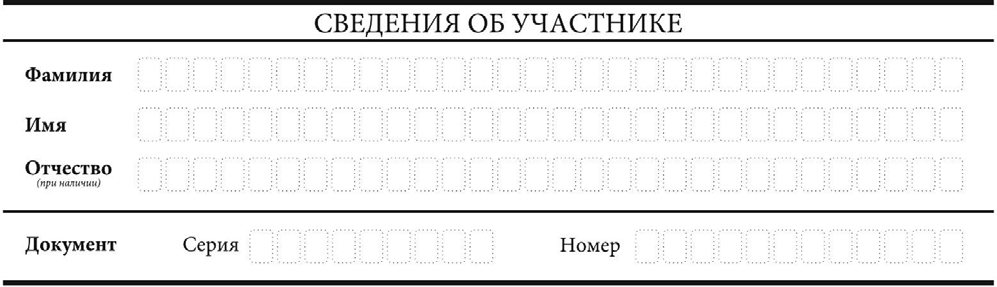 СВЕДЕНИЯ ОБ УЧАСТНИКЕ
Фамилия
Имя
Отчество
(при наличии)
Документ Серия Номер